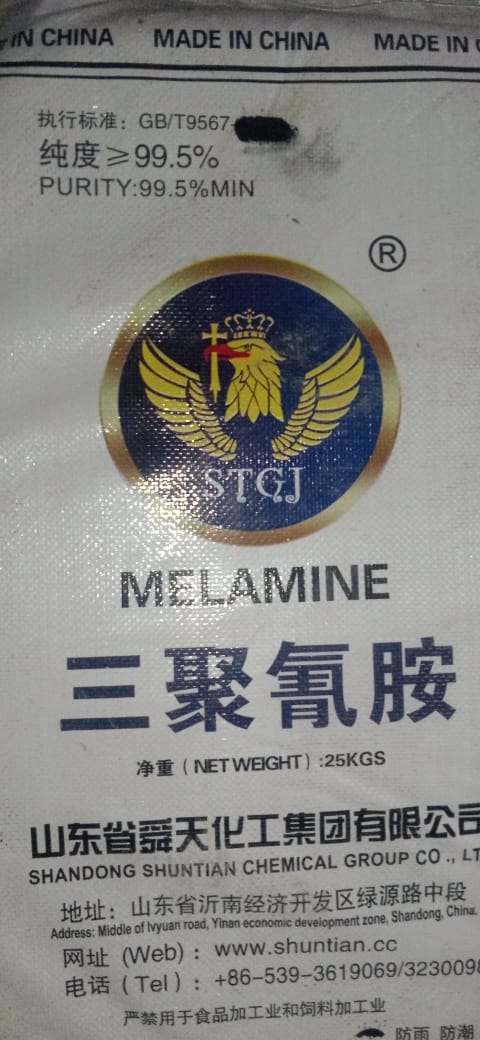 IN CHINA MADE IN CHINA MADE IN
执行标准：GB/T9567-
纯度≥99.5%
PURITY:99.5%MIN
®
STGJ
MELAMINE
三聚氰胺
净重（NET WEIGHT）:25KGS
山东省舜天化工集团有限公司
SHANDONG SHUNTIAN CHEMICAL GROUP CO ., LT
地址：山东省沂南经济开发区绿源路中段
Address: Middle of lvyuan road, Yinan economic development zone, Shandong, China.
网址 (Web)：www.shuntian.cc
电话（Tel）：+86-539-3619069/3230098
严禁用于食品加工业和饲料加工业
防雨 防潮